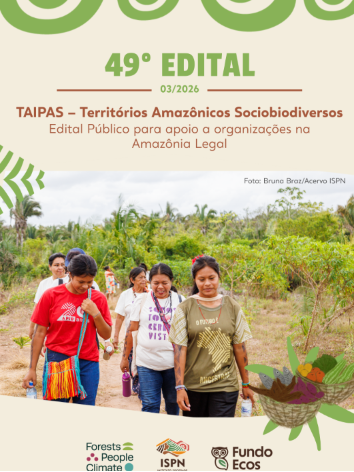 49º EDITAL
03/2026
TAIPAS – Territórios Amazônicos Sociobiodiversos
Edital Público para apoio a organizações na
Amazônia Legal
Foto: Bruno Braz/Acervo ISPN
Forests
People
Climate
ISPN
Fundo
Ecos